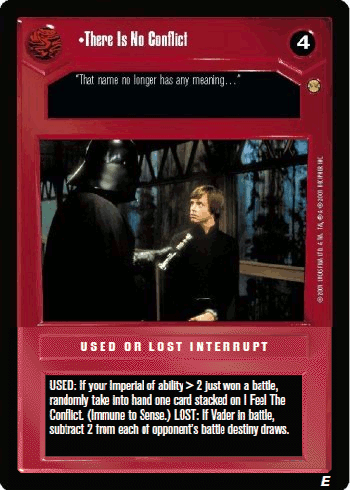 •There Is No Conflict
4
"That name no longer has any meaning..."
USED OR LOST INTERRUPT
USED: If your Imperial of ability > 2 just won a battle,
randomly take into hand one card stacked on I Feel The
Conflict. (Immune to Sense.) LOST: If Vader in battle,
subtract 2 from each of opponent's battle destiny draws.
E